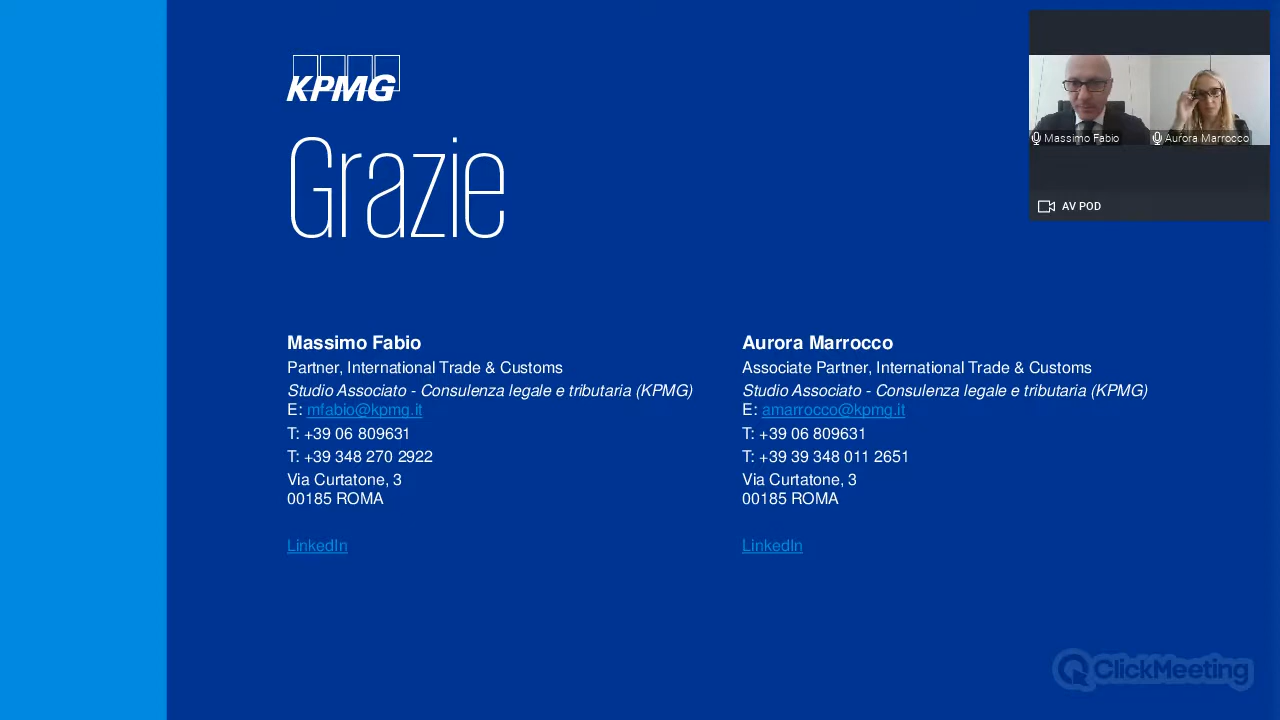 KPMG
Grazie
Massimo Fabio
Aurora Marrocco
AV POD
Massimo Fabio
Partner, International Trade & Customs
Studio Associato - Consulenza legale e tributaria (KPMG)
E: mfabio@kpmg.it
T: +39 06 809631
T: +39 348 270 2922
Via Curtatone, 3
00185 ROMA
LinkedIn
Aurora Marrocco
Associate Partner, International Trade & Customs
Studio Associato - Consulenza legale e tributaria (KPMG)
E: amarrocco@kpmg.it
T: +39 06 809631
T: +39 39 348 011 2651
Via Curtatone, 3
00185 ROMA
LinkedIn
ClickMeeting